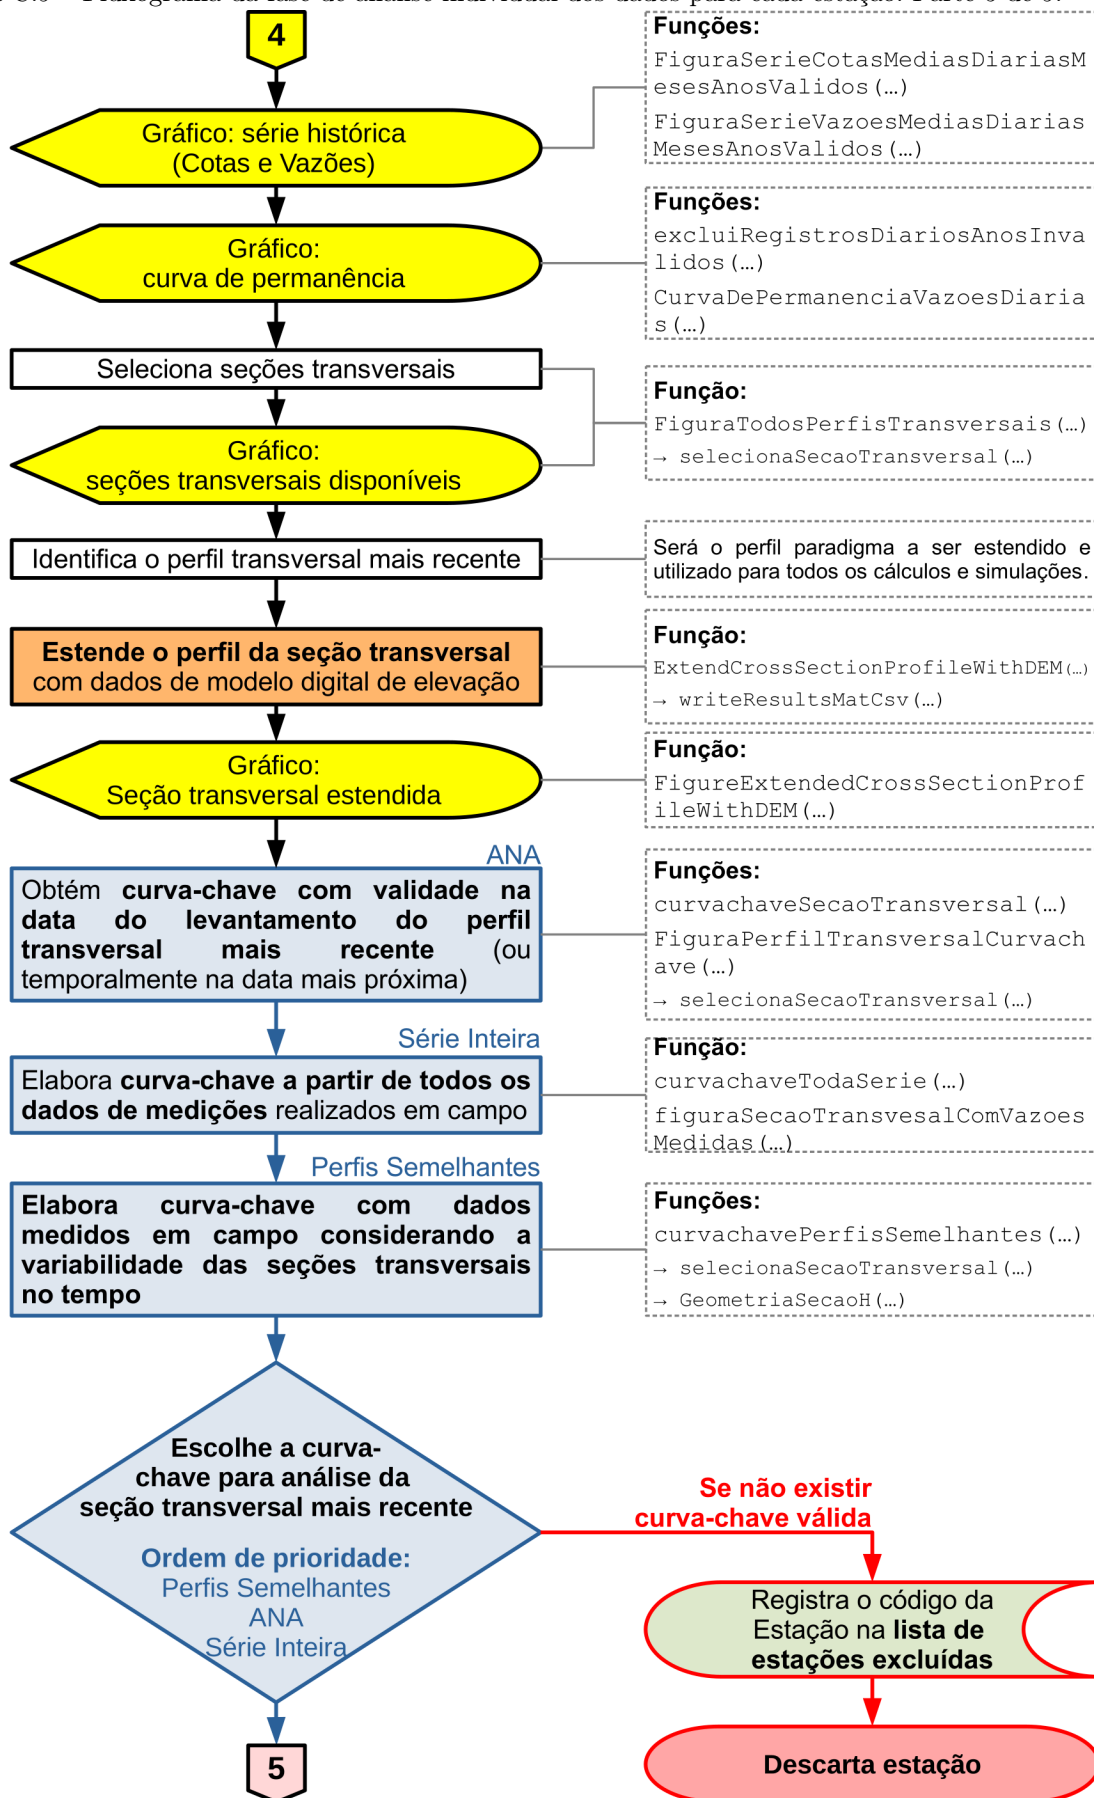 4
Funções:
FiguraSerieCotasMediasDiariasM
esesAnosValidos(…)
FiguraSerieVazoesMediasDiarias
MesesAnosValidos(…)
Gráfico: série histórica
(Cotas e Vazões)
Funções:
excluiRegistrosDiariosAnosInva
lidos(…)
CurvaDePermanenciaVazoesDiaria
s(…)
Gráfico:
curva de permanência
Seleciona seções transversais
Função:
FiguraTodosPerfisTransversais(…)
→ selecionaSecaoTransversal(…)
Gráfico:
seções transversais disponíveis
Identifica o perfil transversal mais recente
Será o perfil paradigma a ser estendido e
utilizado para todos os cálculos e simulações.
Estende o perfil da seção transversal
com dados de modelo digital de elevação
Função:
ExtendCrossSectionProfileWithDEM(…)
→ writeResultsMatCsv(…)
Gráfico:
Seção transversal estendida
Função:
FigureExtendedCrossSectionProf
ileWithDEM(…)
ANA
Obtém curva-chave com validade na
data do levantamento do perfil
transversal mais recente (ou
temporalmente na data mais próxima)
Funções:
curvachaveSecaoTransversal(…)
FiguraPerfilTransversalCurvach
ave(…)
→ selecionaSecaoTransversal(…)
Série Inteira
Elabora curva-chave a partir de todos os
dados de medições realizados em campo
Função:
curvachaveTodaSerie(…)
figuraSecaoTransvesalComVazoes
Medidas(…)
Perfis Semelhantes
Elabora curva-chave com dados
medidos em campo considerando a
variabilidade das seções transversais
no tempo
Funções:
curvachavePerfisSemelhantes(…)
→ selecionaSecaoTransversal(…)
→ GeometriaSecaoH(…)
Escolhe a curva-
chave para análise da
seção transversal mais recente
Ordem de prioridade:
Perfis Semelhantes
ANA
Série Inteira
Se não existir
curva-chave válida
Registra o código da
Estação na lista de
estações excluídas
Descarta estação
5